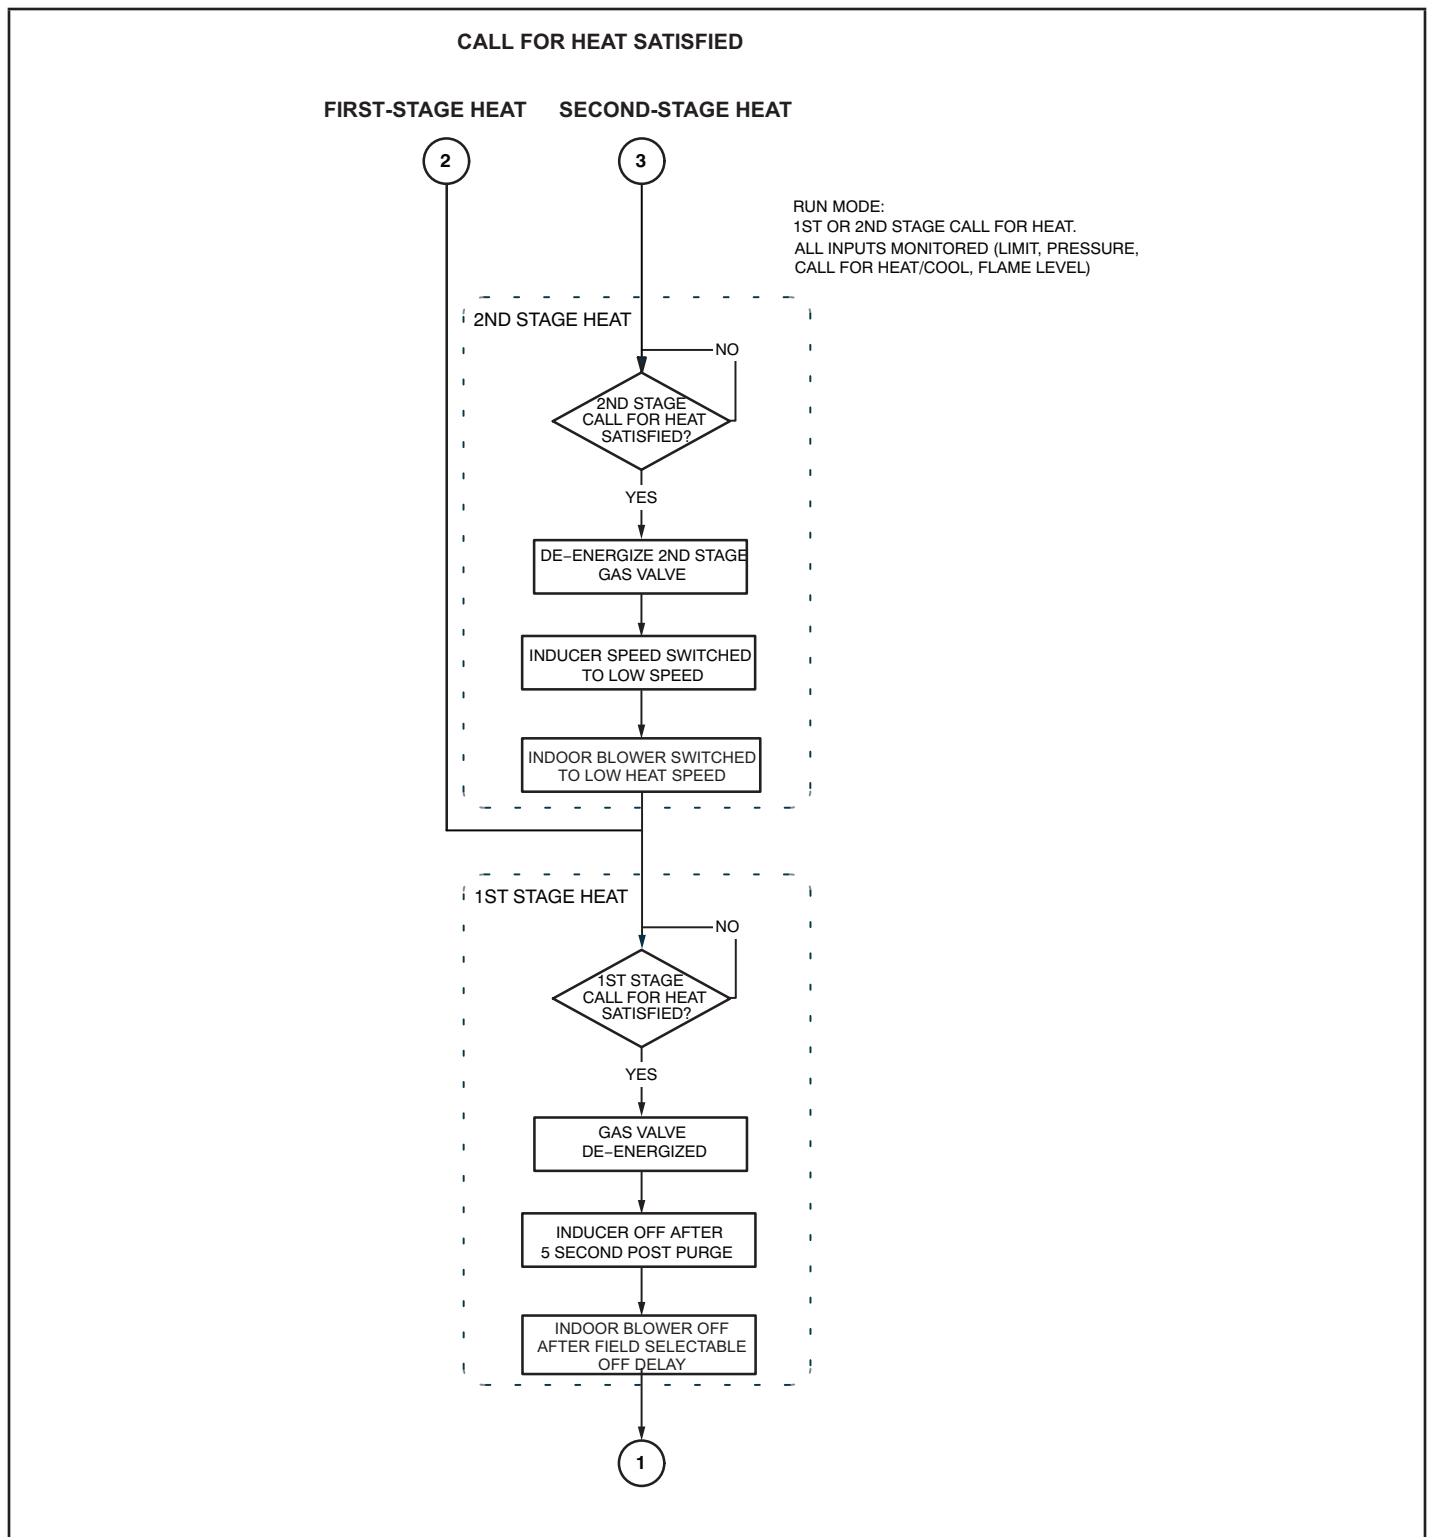 CALL FOR HEAT SATISFIED
FIRST-STAGE HEAT SECOND-STAGE HEAT
2
3
RUN MODE:
1ST OR 2ND STAGE CALL FOR HEAT.
ALL INPUTS MONITORED (LIMIT, PRESSURE,
CALL FOR HEAT/COOL, FLAME LEVEL)
2ND STAGE HEAT
NO
2ND STAGE
CALL FOR HEAT
SATISFIED?
YES
DE–ENERGIZE 2ND STAGE
GAS VALVE
INDUCER SPEED SWITCHED
TO LOW SPEED
INDOOR BLOWER SWITCHED
TO LOW HEAT SPEED
1ST STAGE HEAT
NO
1ST STAGE
CALL FOR HEAT
SATISFIED?
YES
GAS VALVE
DE–ENERGIZED
INDUCER OFF AFTER
5 SECOND POST PURGE
INDOOR BLOWER OFF
AFTER FIELD SELECTABLE
OFF DELAY
1